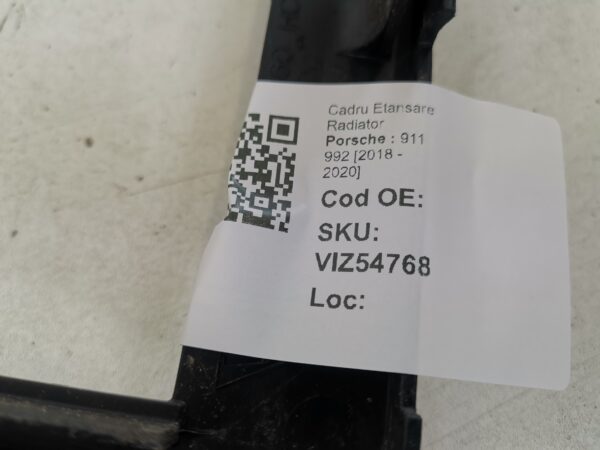 Cadru Etansare
Radiator
Porsche : 911
992 [2018 -
2020]
Cod OE:
SKU:
VIZ54768
Loc: